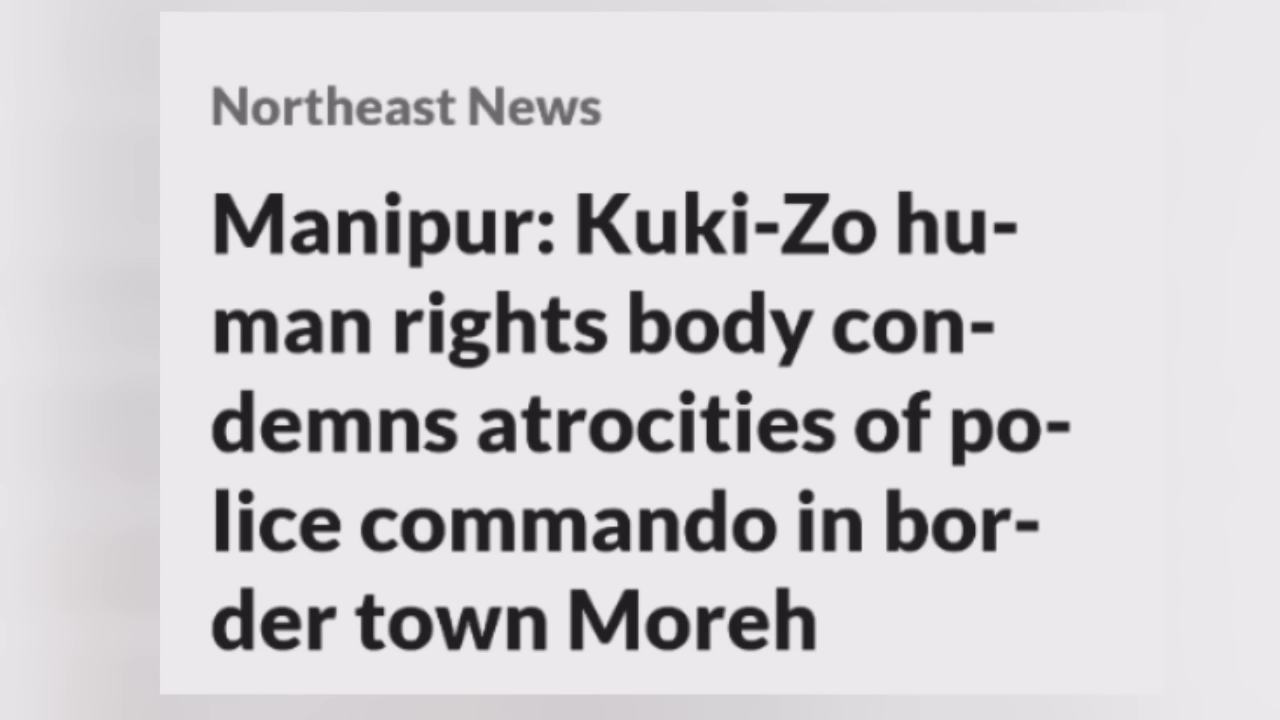 Northeast News
Manipur: Kuki-Zo hu-
man rights body con-
demns atrocities of po-
lice commando in bor-
der town Moreh